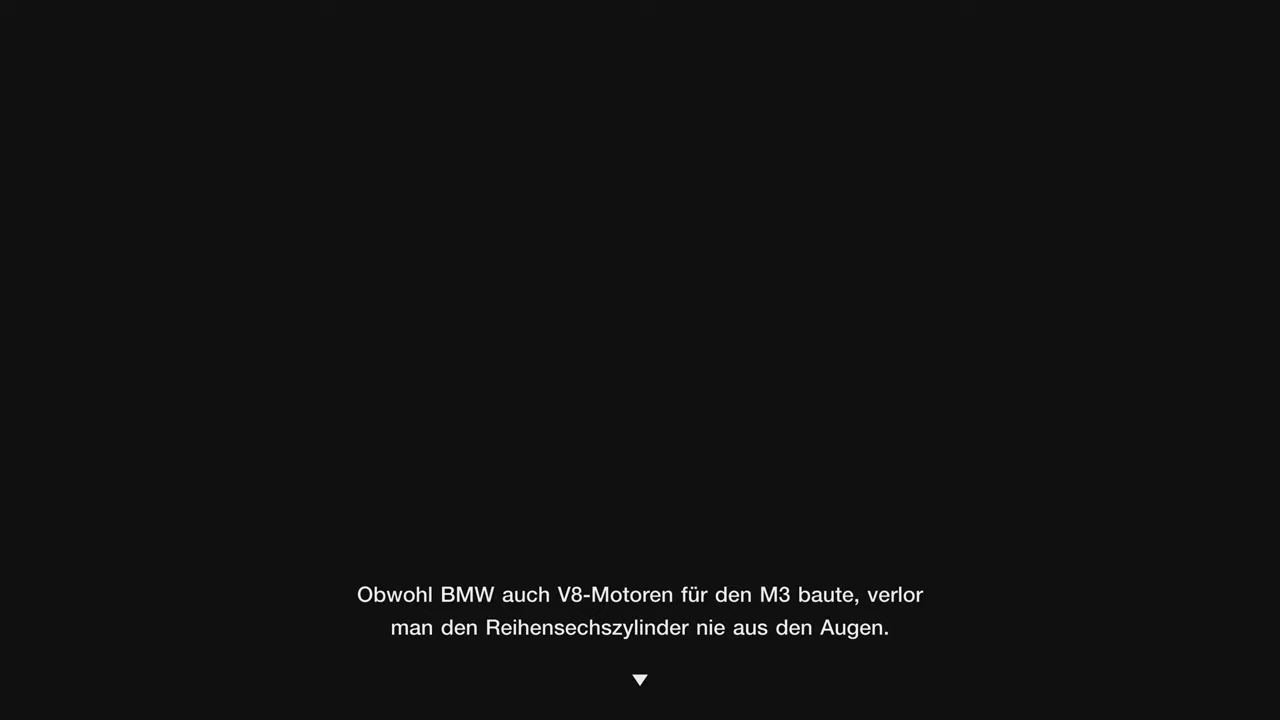 Obwohl BMW auch V8-Motoren für den M3 baute, verlor
man den Reihensechszylinder nie aus den Augen.